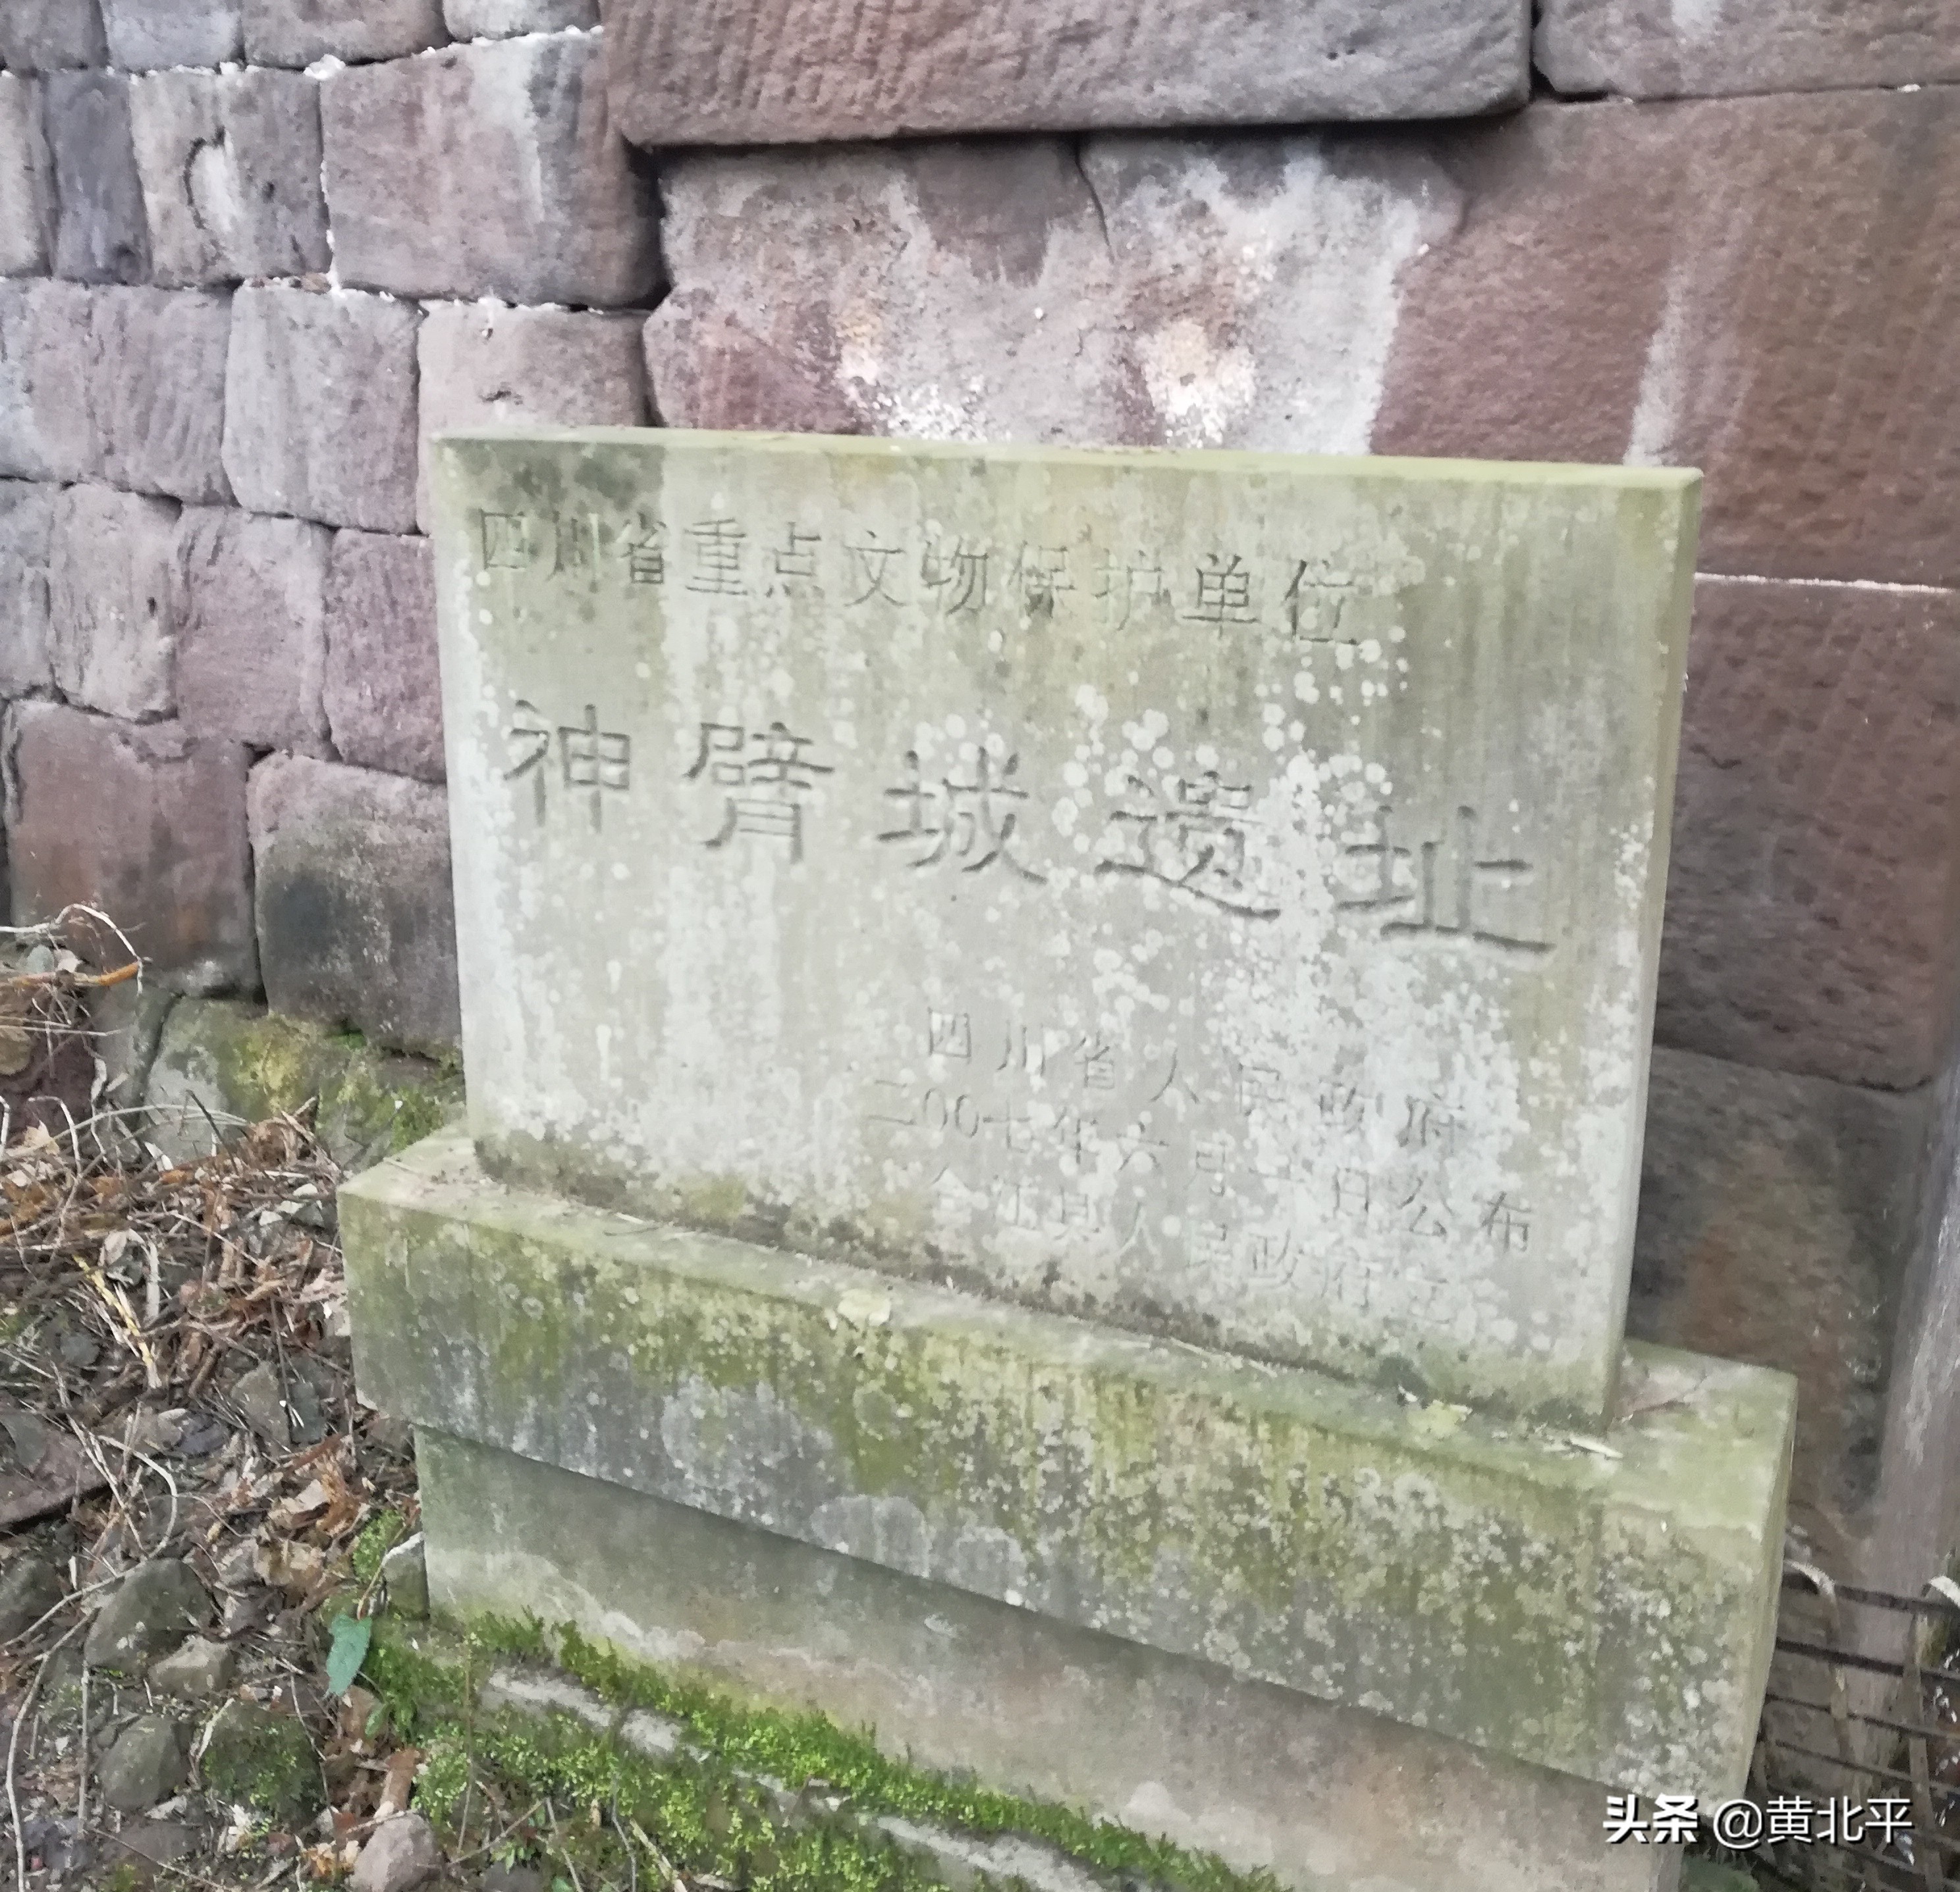 四川省重点文物保护单位
神臂城遗址
四川省人民政府
二00七年六月一日公布
合江县人民政府立
头条 @黄北平